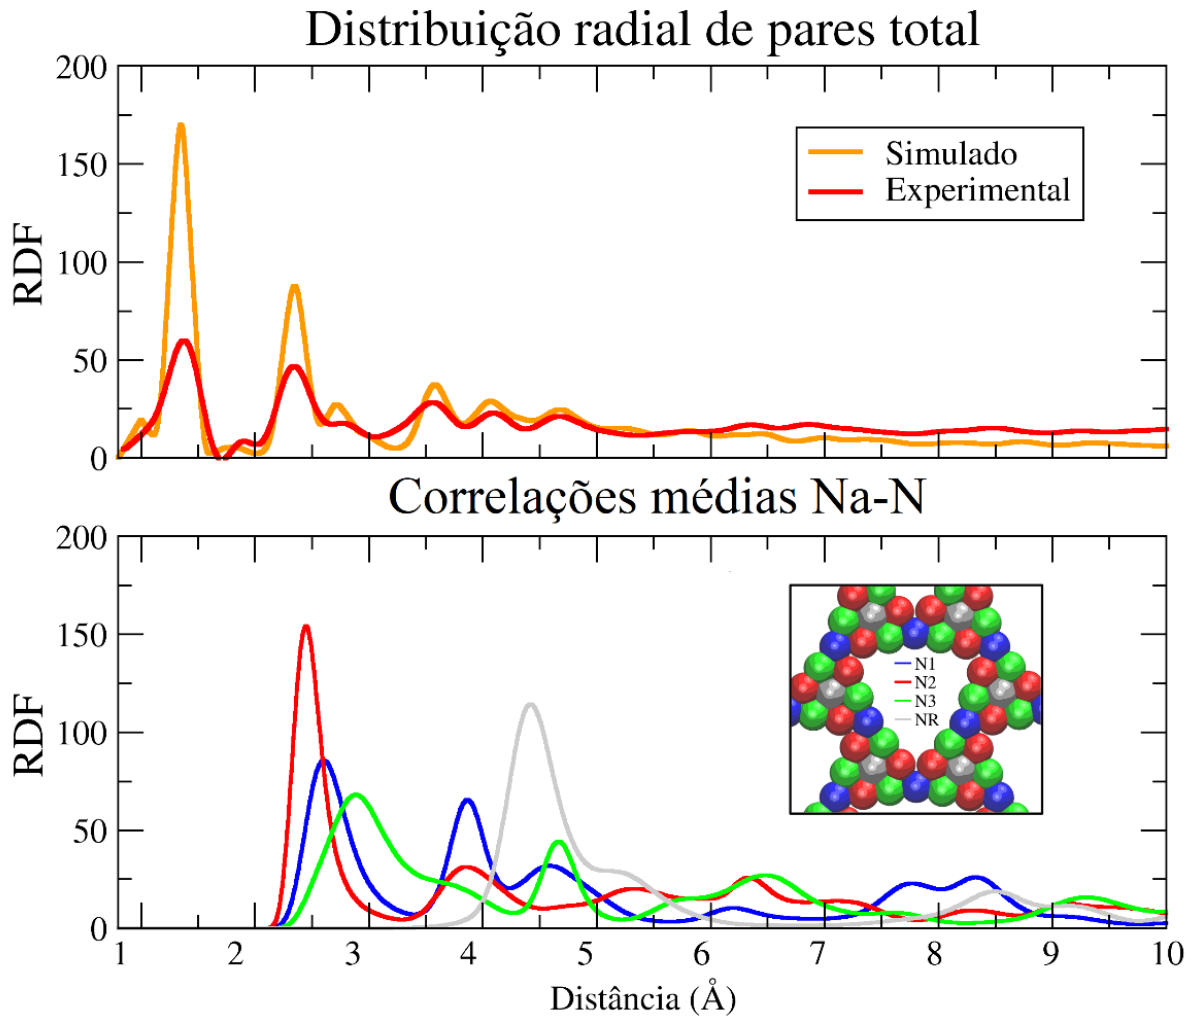 Distribuição radial de pares total
200
150
100
50
0
RDF
Simulado
Experimental
Correlações médias Na-N
200
150
100
50
0
RDF
N1
N2
N3
NR
1 2 3 4 5 6 7 8 9 10
Distância (Å)